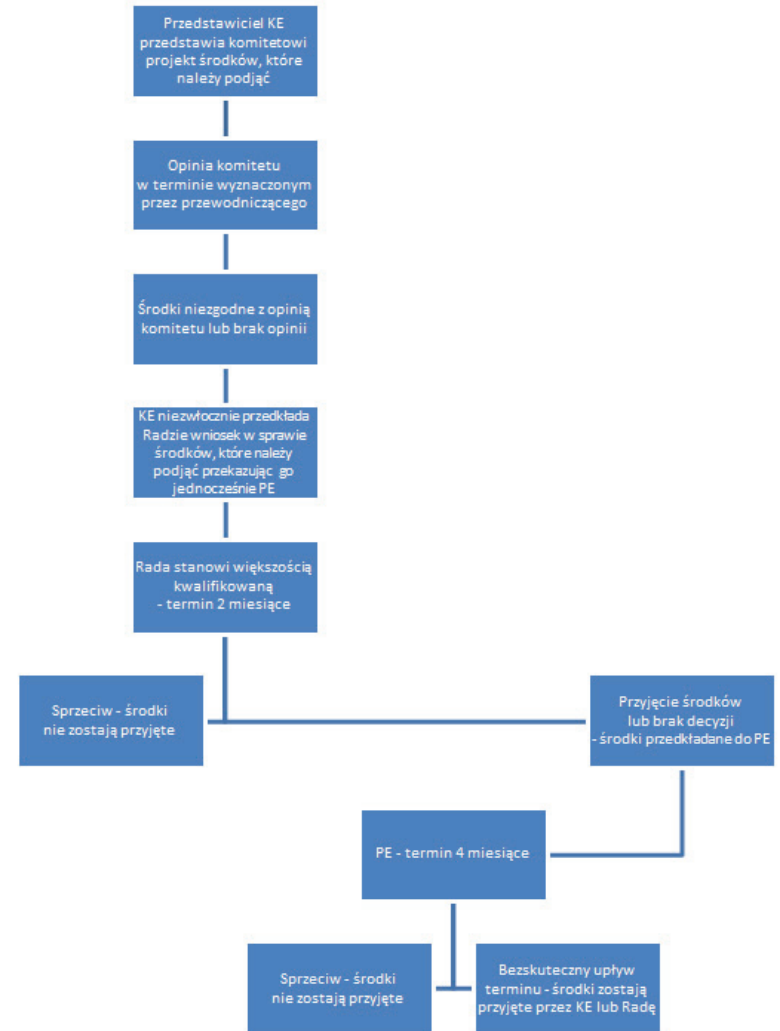 Przedstawiciel KE
przedstawia komitetowi
projekt środków, które
należy podjąć
Opinia komitetu
w terminie wyznaczonym
przez przewodniczącego
Środki niezgodne z opinią
komitetu lub brak opinii
KE niezwłocznie przedkłada
Radzie wniosek w sprawie
środków, które należy
podjąć przekazując go
jednocześnie PE
Rada stanowi większością
kwalifikowaną
- termin 2 miesiące
Sprzeciw - środki
nie zostają przyjęte
Przyjęcie środków
lub brak decyzji
- środki przedkładane do PE
PE - termin 4 miesiące
Sprzeciw - środki
nie zostają przyjęte
Bezskuteczny upływ
terminu - środki zostają
przyjęte przez KE lub Radę